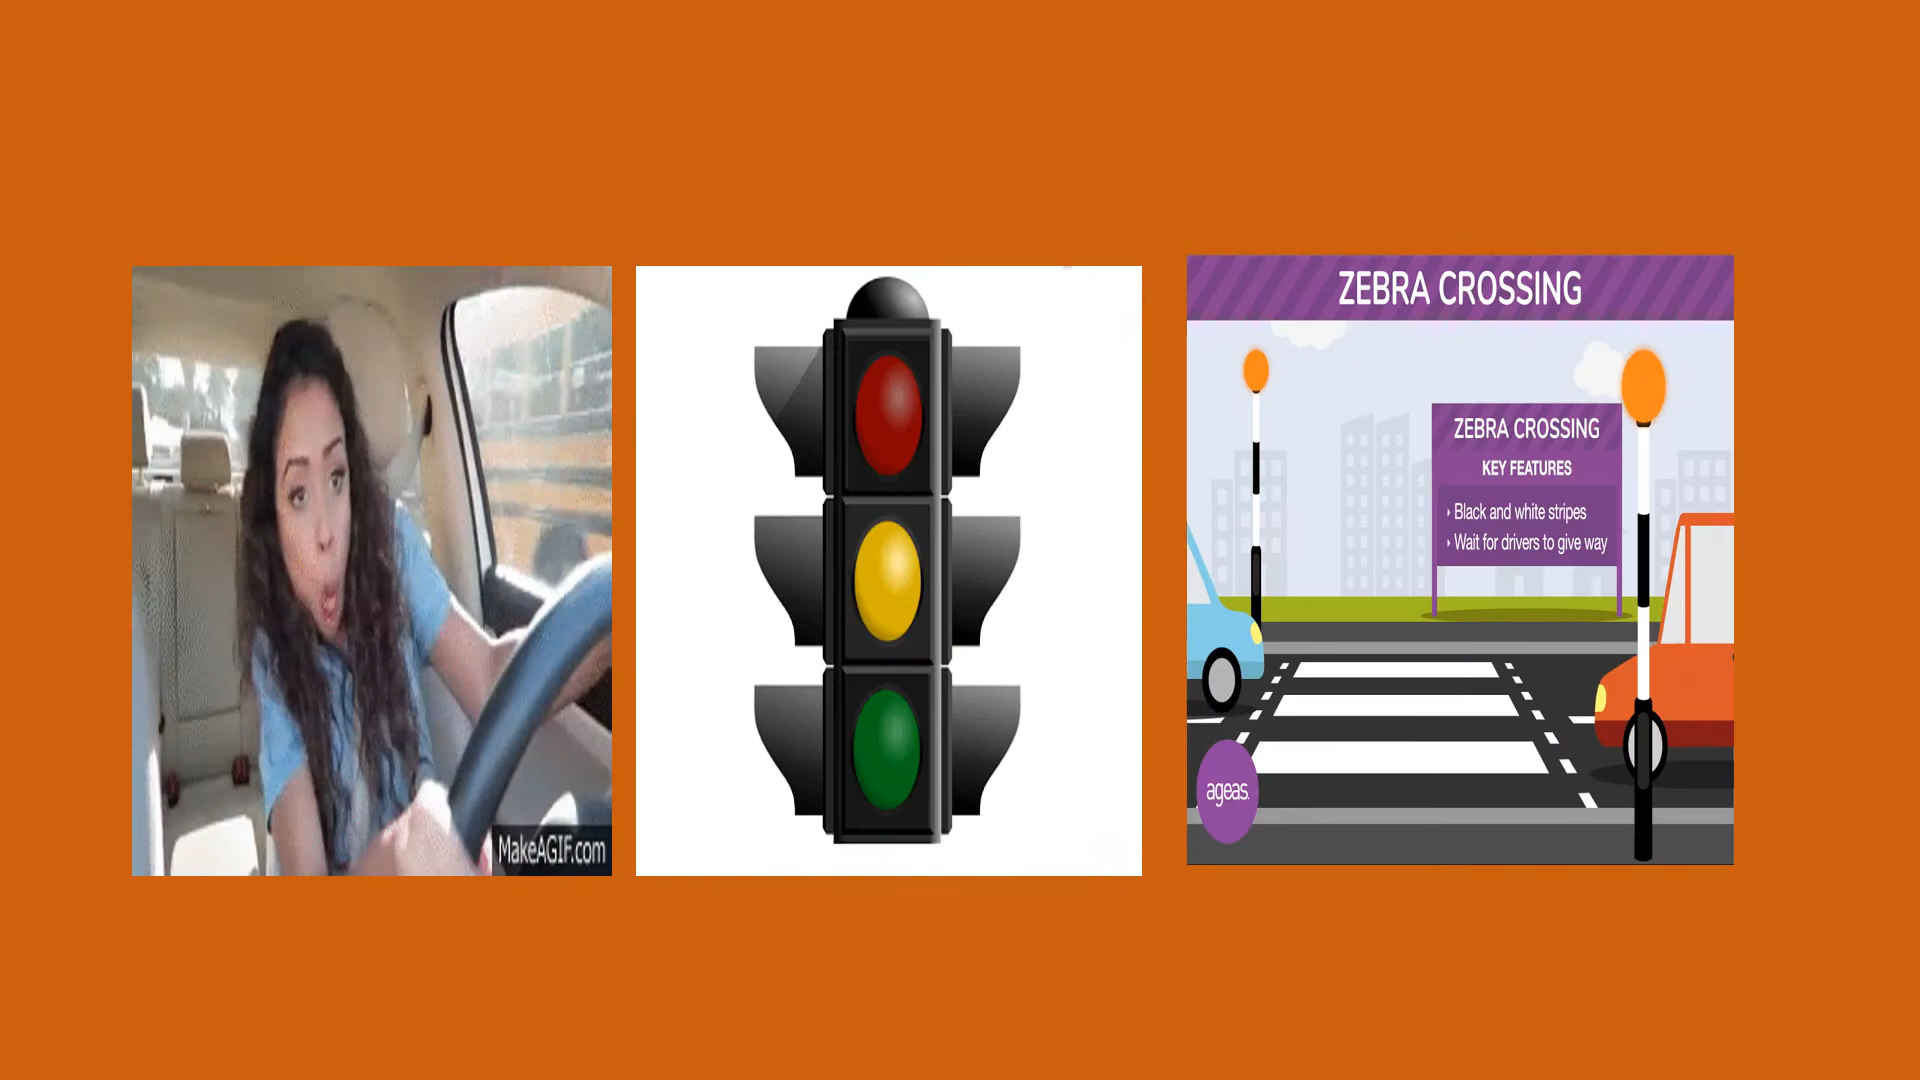 MakeAGIF.com
ZEBRA CROSSING
ZEBRA CROSSING
KEY FEATURES
Black and white stripes
Wait for drivers to give way
ageas.